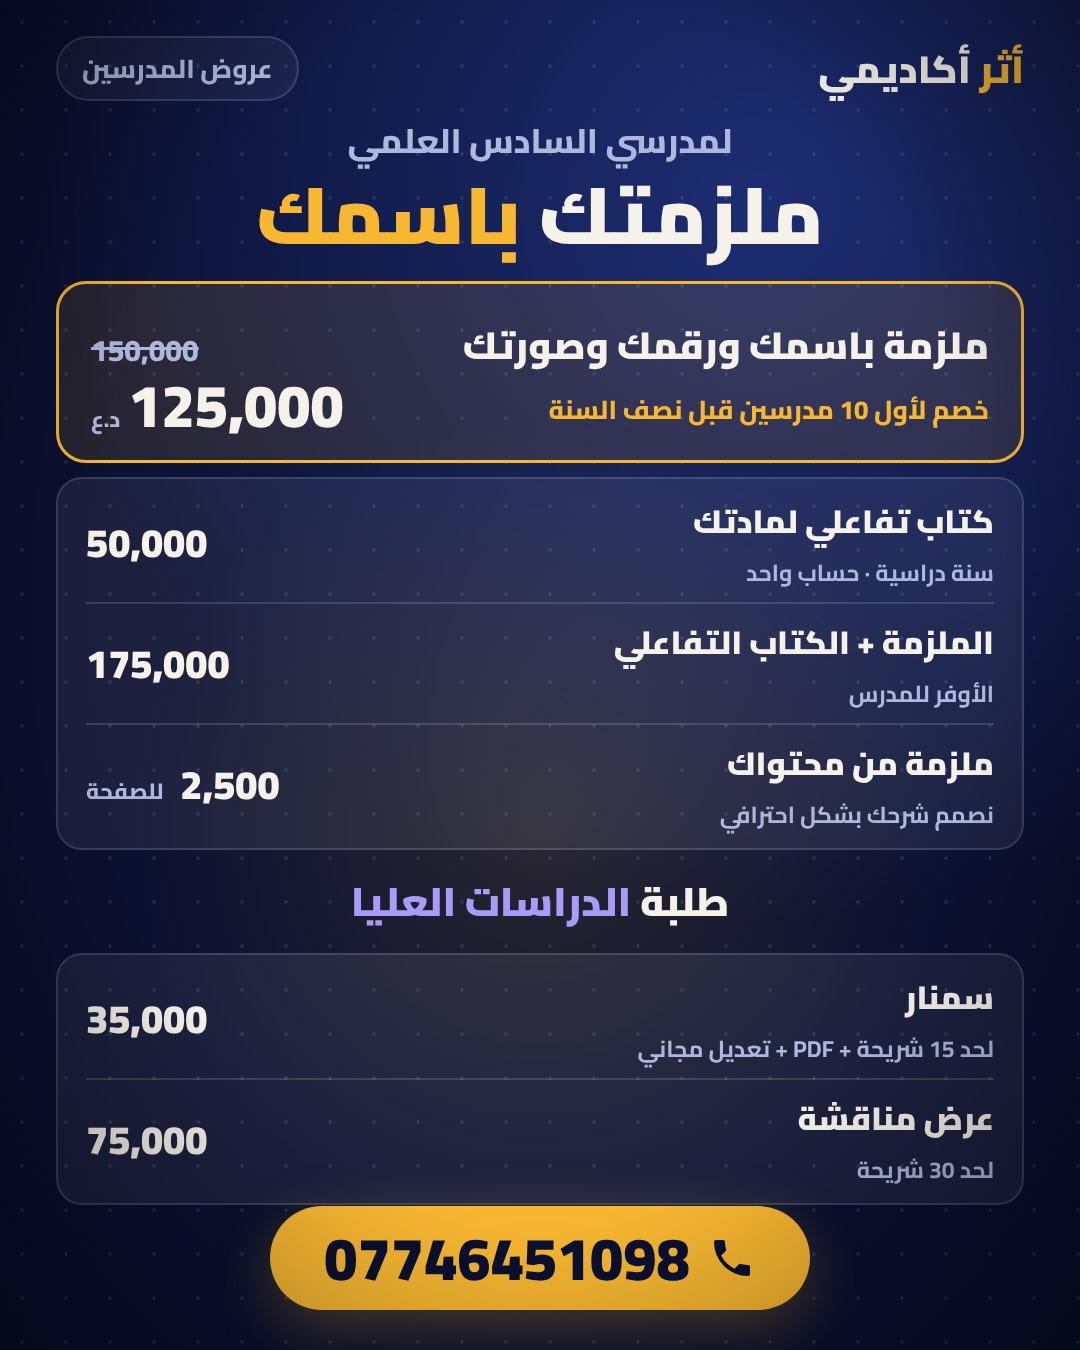 أثر أكاديمي
عروض المدرسين
لمدرسي السادس العلمي
ملزمتك باسمك
ملزمة باسمك ورقمك وصورتك
خصم لأول 10 مدرسين قبل نصف السنة
150,000
125,000 د.ع
كتاب تفاعلي لمادتك
سنة دراسية · حساب واحد
50,000
الملزمة + الكتاب التفاعلي
الأوفر للمدرس
175,000
ملزمة من محتواك
نصمم شرحك بشكل احترافي
2,500 للصفحة
طلبة الدراسات العليا
سمنار
لحد 15 شريحة + PDF + تعديل مجاني
35,000
عرض مناقشة
لحد 30 شريحة
75,000
07746451098